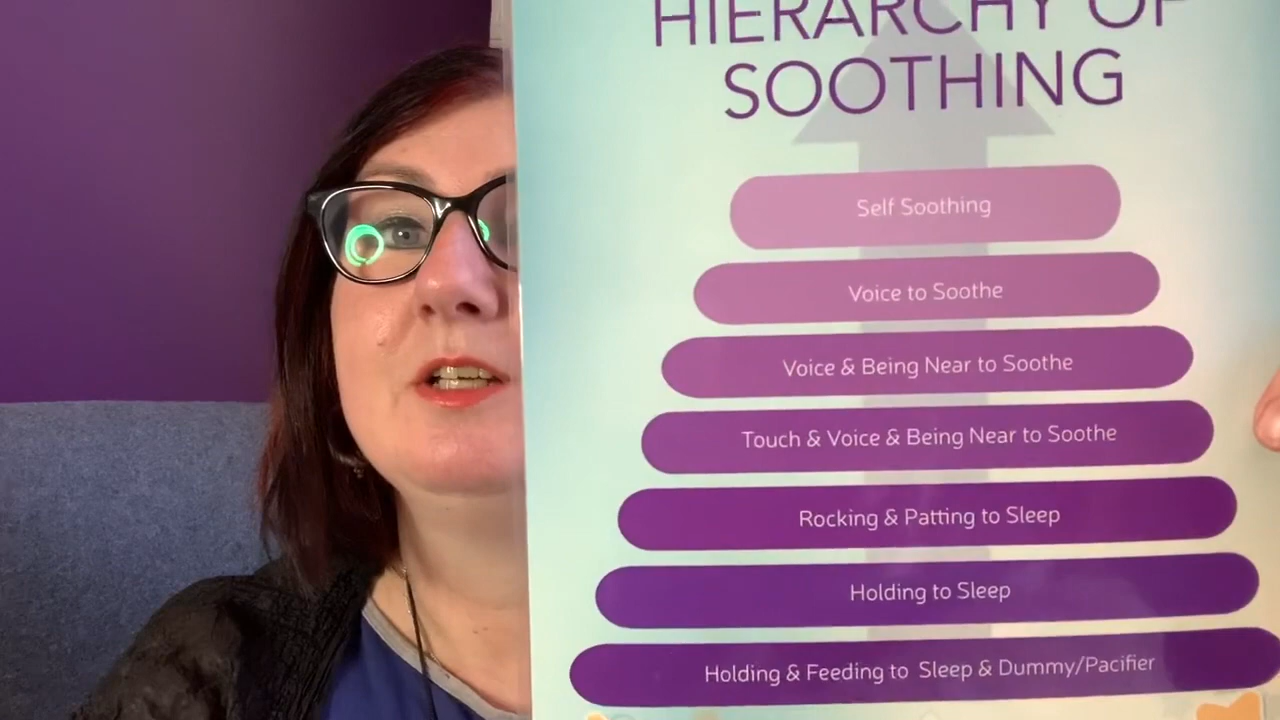 HIERARCHY OF
SOOTHING
Self Soothing
Voice to Soothe
Voice & Being Near to Soothe
Touch & Voice & Being Near to Soothe
Rocking & Patting to Sleep
Holding to Sleep
Holding & Feeding to Sleep & Dummy/Pacifier